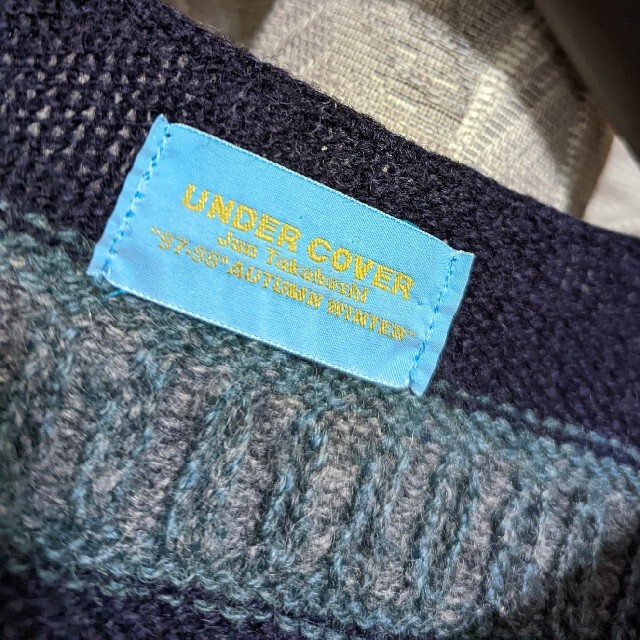 UNDER COVER
Jun Takahashi
"97-98" AUTUMN WINTER"